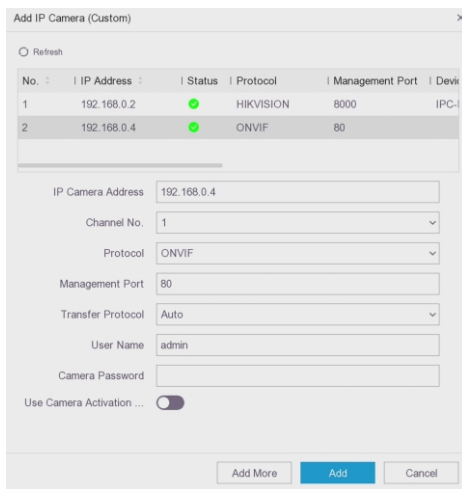 Add IP Camera (Custom)
Refresh
No. IP Address Status Protocol Management Port Devi
1 192.168.0.2 HIKVISION 8000 IPC-
2 192.168.0.4 ONVIF 80
IP Camera Address 192.168.0.4
Channel No. 1
Protocol ONVIF
Management Port 80
Transfer Protocol Auto
User Name admin
Camera Password
Use Camera Activation ...
Add More Add Cancel